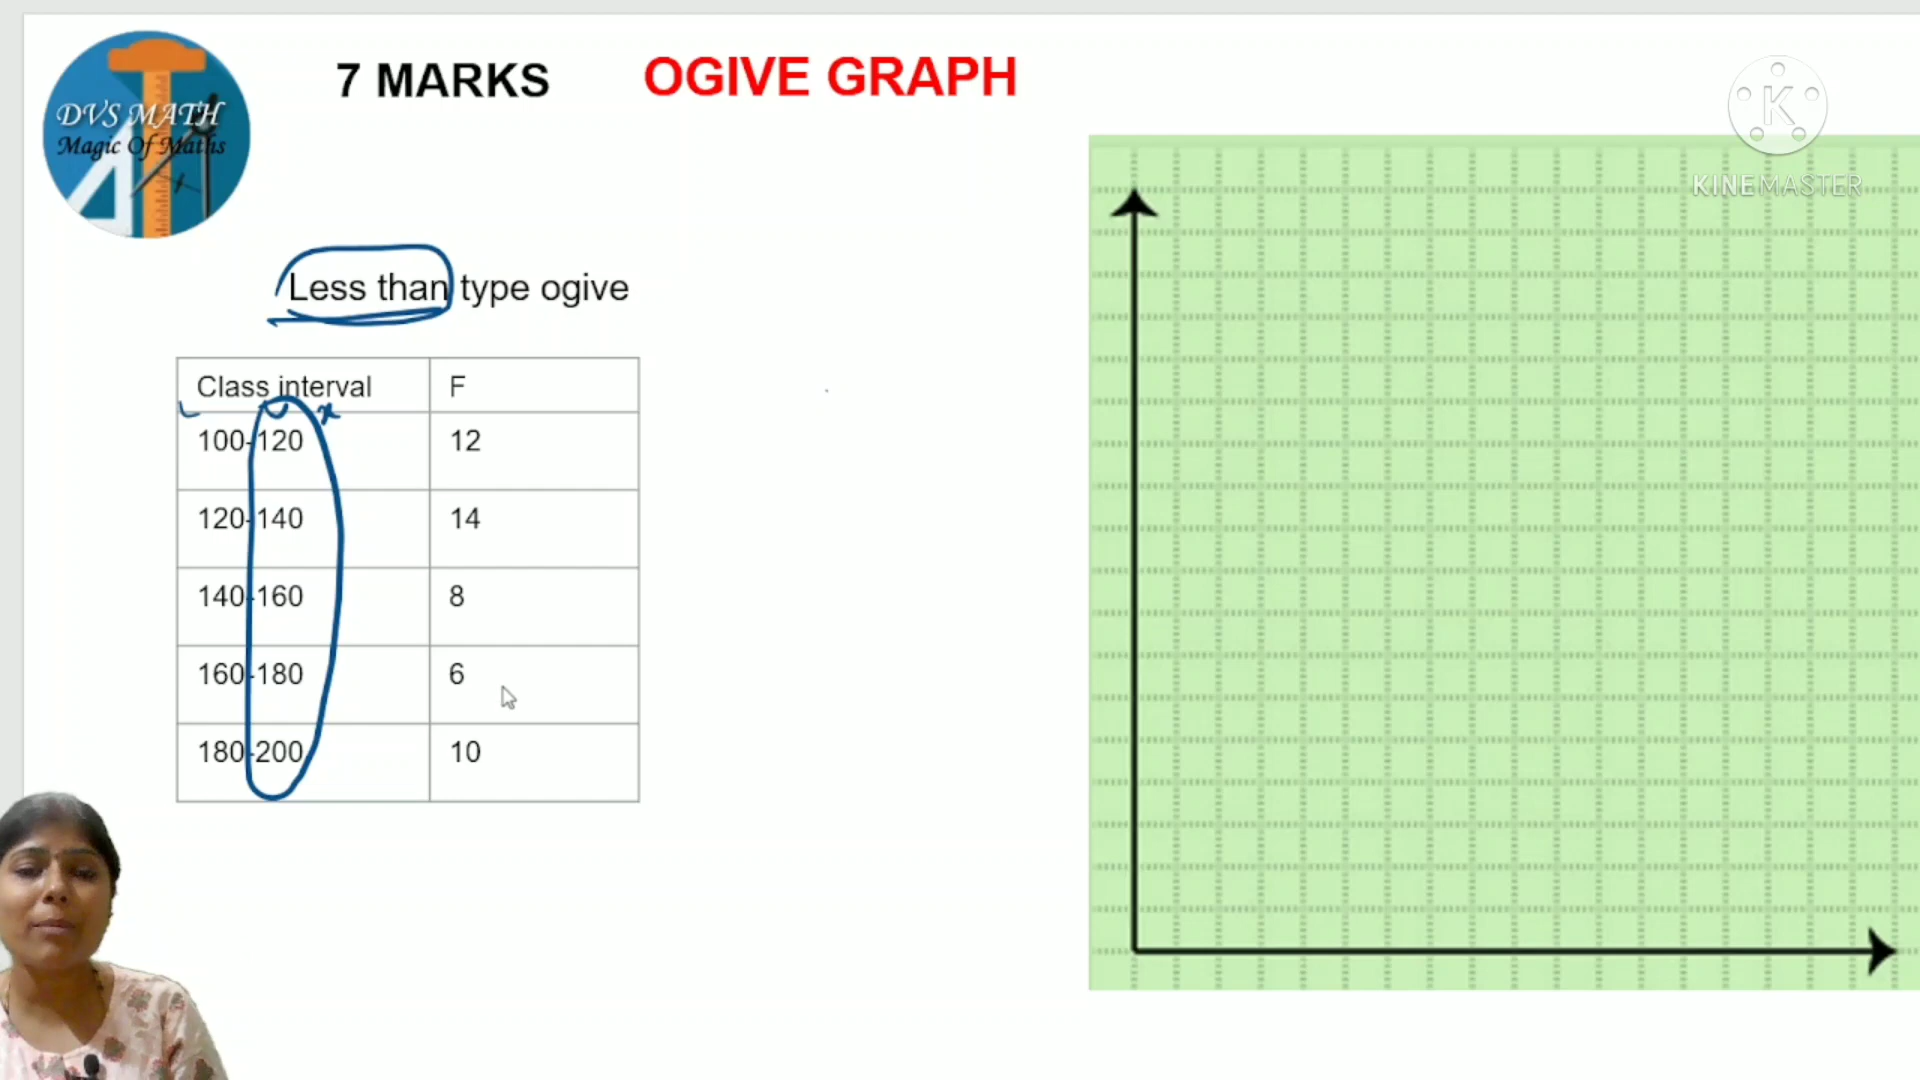 DVS MATH
Magic Of Maths
7 MARKS OGIVE GRAPH
K
KINEMASTER
Less than type ogive
Class interval F
L U x
100-120 12
120-140 14
140-160 8
160-180 6
180-200 10